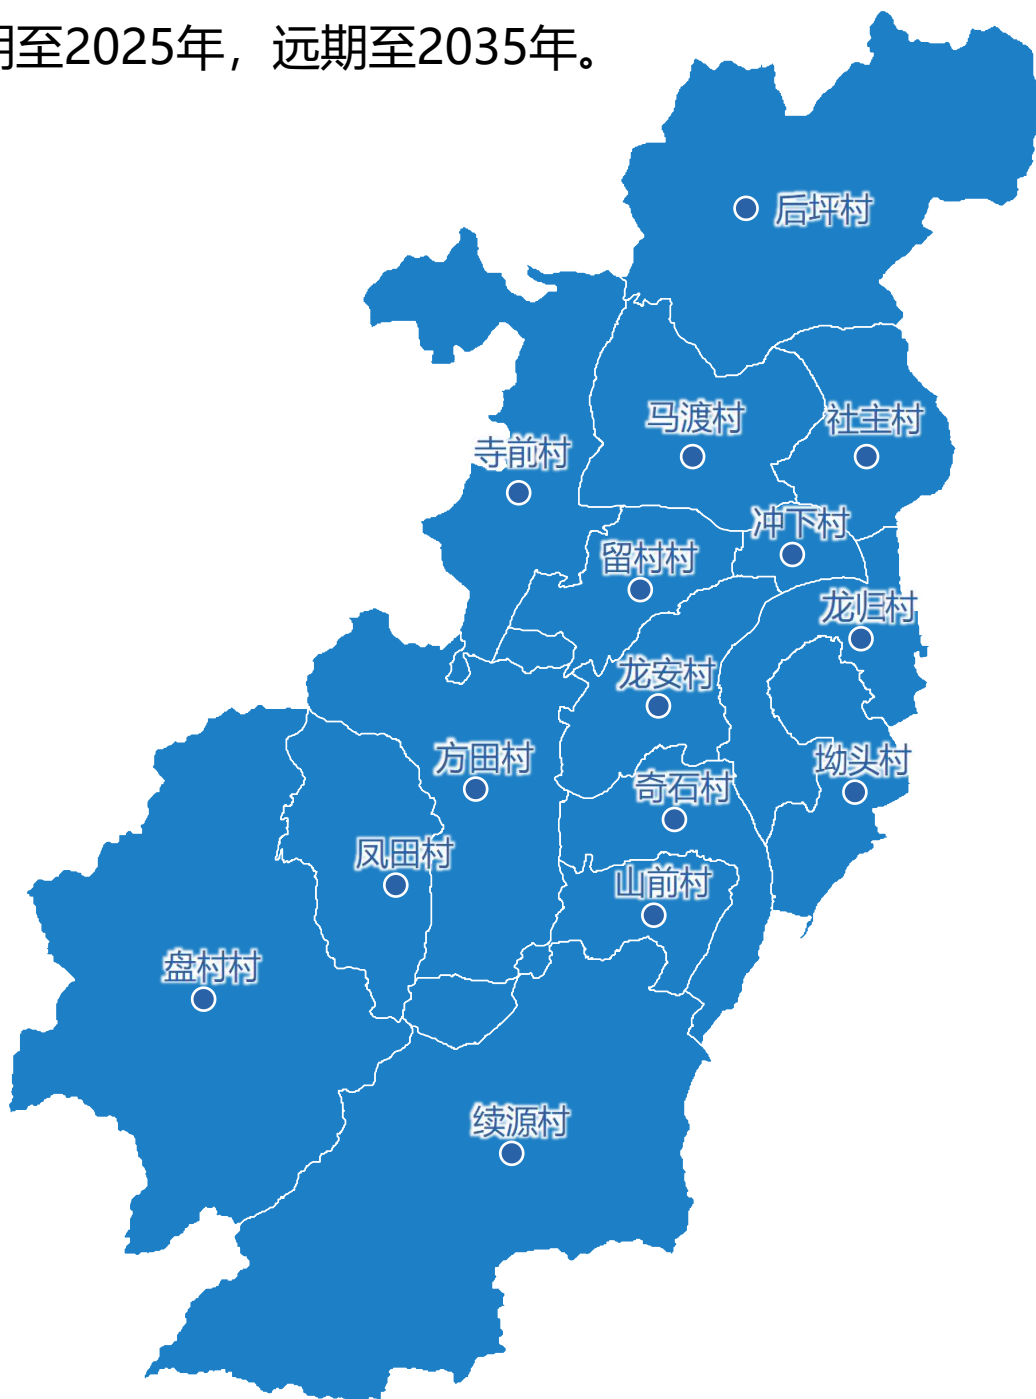 期至2025年，远期至2035年。
后坪村
马渡村
社主村
寺前村
冲下村
留村村
龙归村
龙安村
方田村
坳头村
奇石村
凤田村
山前村
盘村村
续源村